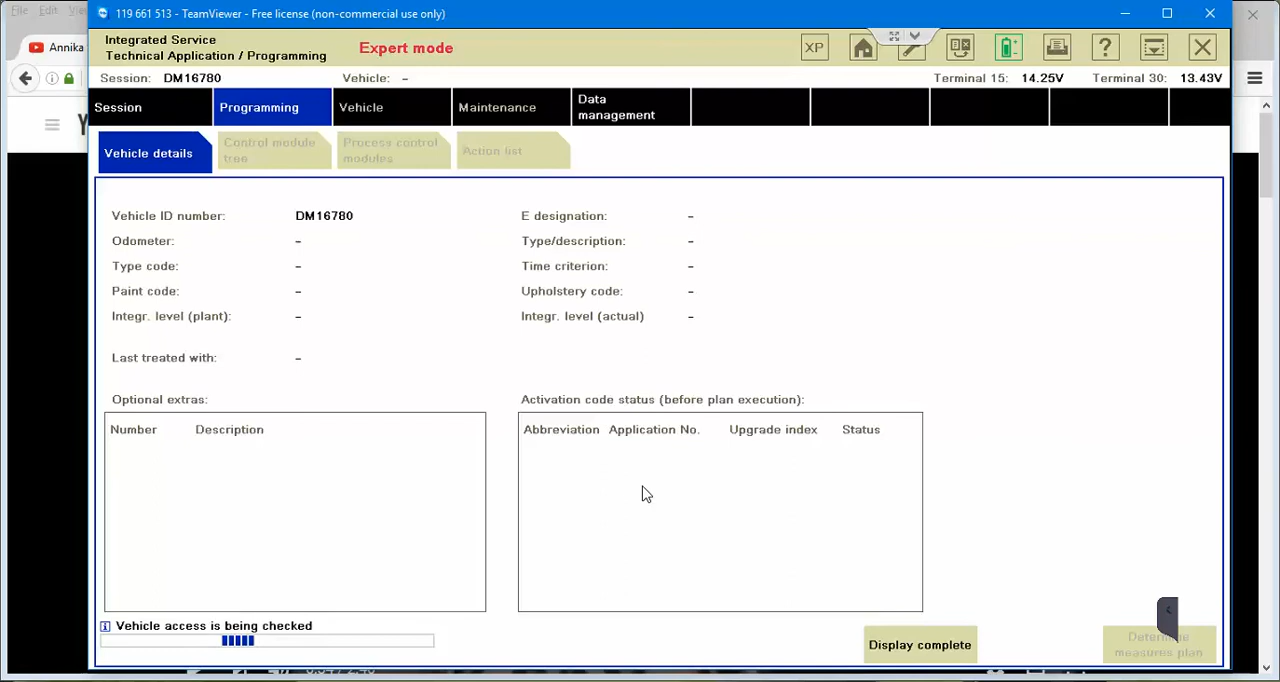 File Edit
119 661 513 - TeamViewer - Free license (non-commercial use only)
Annika
Integrated Service
Technical Application / Programming
Expert mode
XP
?
Session: DM16780 Vehicle: - Terminal 15: 14.25V Terminal 30: 13.43V
Session Programming Vehicle Maintenance Data
management
Vehicle details Control module
tree Process control
modules Action list
Vehicle ID number: DM16780 E designation: -
Odometer: - Type/description: -
Type code: - Time criterion: -
Paint code: - Upholstery code: -
Integr. level (plant): - Integr. level (actual) -
Last treated with: -
Optional extras: Activation code status (before plan execution):
Number Description Abbreviation Application No. Upgrade index Status
Vehicle access is being checked
Display complete
Determine
measures plan